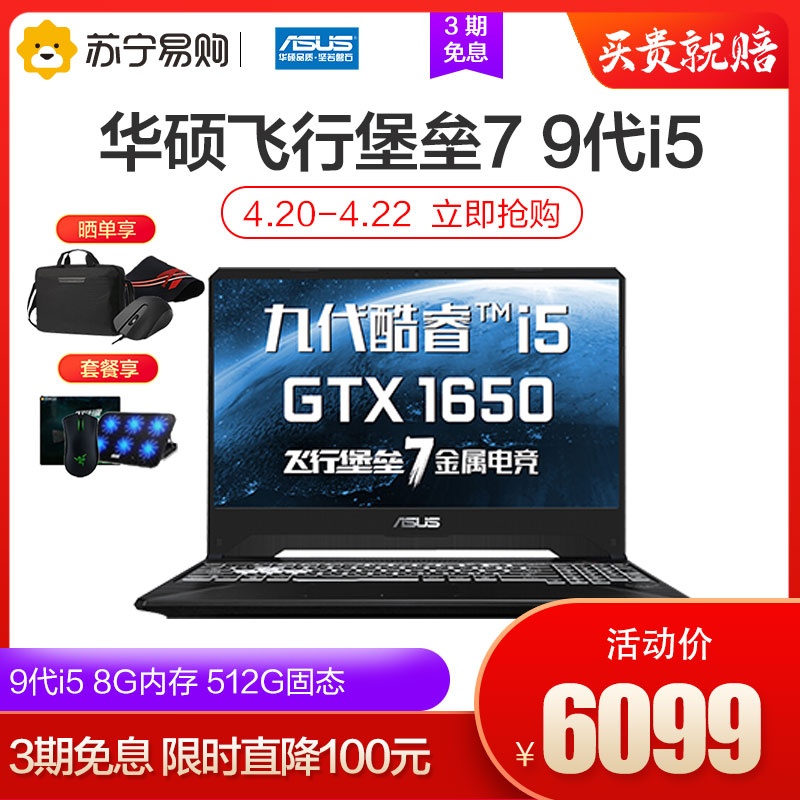 苏宁易购
ASUS
华硕品质·坚若磐石
3期
免息
买贵就赔
华硕飞行堡垒7 9代i5
4.20-4.22 立即抢购
晒单享
套餐享
九代酷睿™i5
GTX 1650
飞行堡垒7金属电竞
ASUS
9代i5 8G内存 512G固态
3期免息 限时直降100元
活动价
¥6099